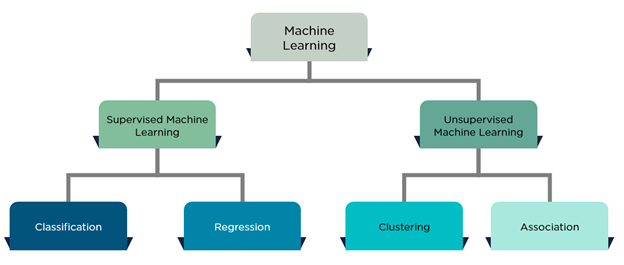 Machine
Learning
Supervised Machine
Learning
Unsupervised
Machine Learning
Classification
Regression
Clustering
Association